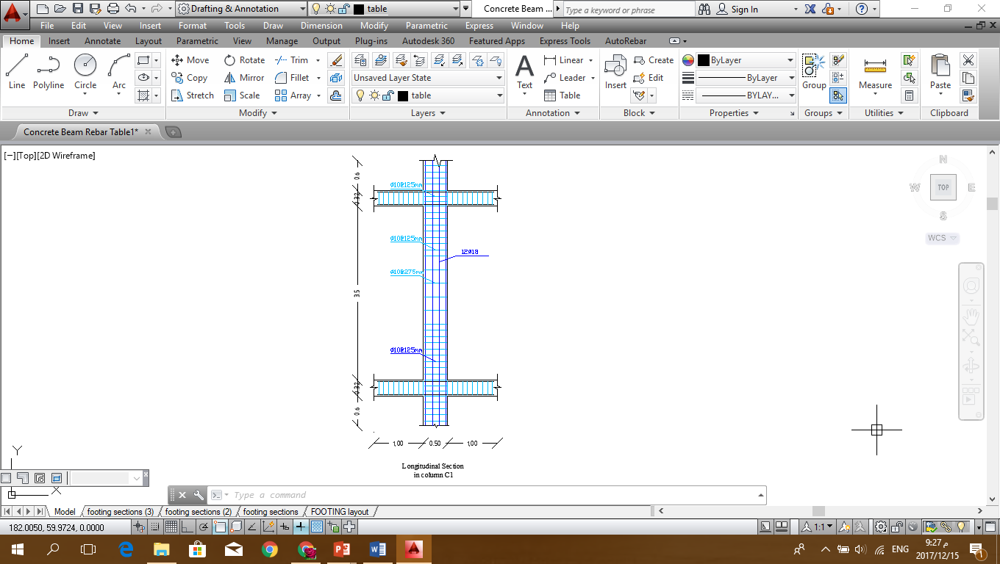 Drafting & Annotation
table
Concrete Beam ...
Type a keyword or phrase
Sign In
File Edit View Insert Format Tools Draw Dimension Modify Parametric Express Window Help
Home Insert Annotate Layout Parametric View Manage Output Plug-ins Autodesk 360 Featured Apps Express Tools AutoRebar
Line Polyline Circle Arc
Draw
Move Rotate Trim
Copy Mirror Fillet
Stretch Scale Array
Modify
Unsaved Layer State
table
Layers
Text
Linear
Leader
Table
Annotation
Insert
Create
Edit
Block
ByLayer
ByLayer
BYLAY...
Properties
Group
Groups
Measure
Utilities
Paste
Clipboard
Concrete Beam Rebar Table1*
[−][Top][2D Wireframe]
N
W TOP E
S
WCS
0.6
Ø10@125mm
0.32
Ø10@125mm
12Ø18
Ø10@275mm
3.5
Ø10@125mm
0.32
0.6
1.00 0.50 1.00
Longitudinal Section
in column C1
Y
X
Type a command
Model footing sections (3) footing sections (2) footing sections FOOTING layout
182.0050, 59.9724, 0.0000
1:1
ENG
9:27 م
2017/12/15
1